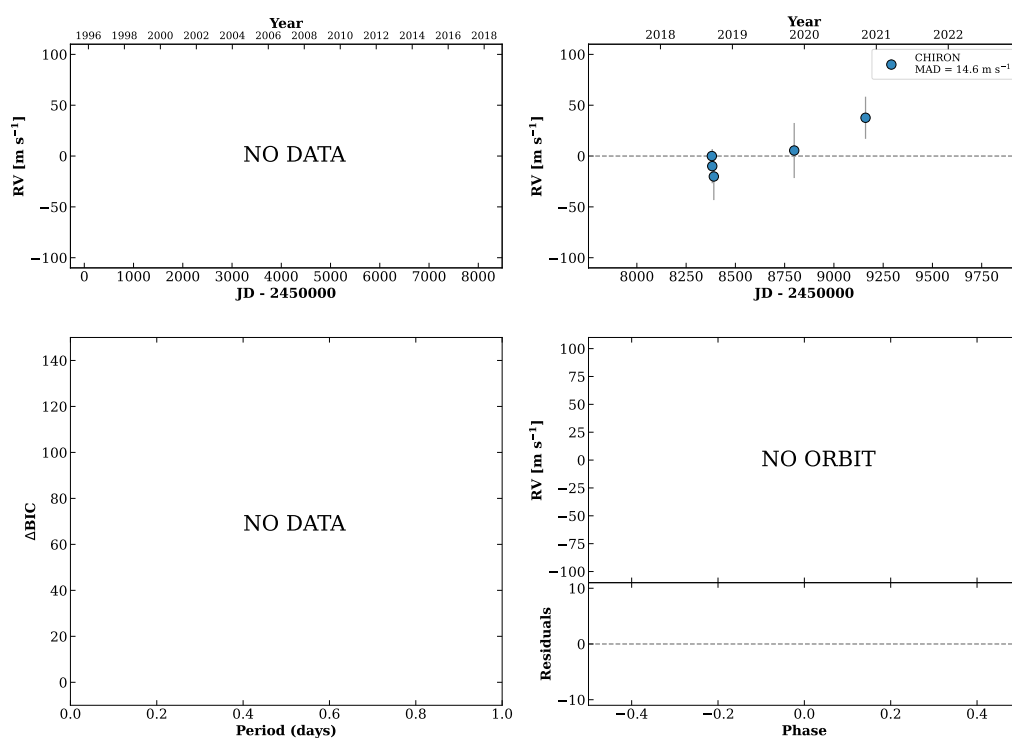 Year
1996 1998 2000 2002 2004 2006 2008 2010 2012 2014 2016 2018
100
50
0
−50
−100
RV [m s⁻¹]
NO DATA
0 1000 2000 3000 4000 5000 6000 7000 8000
JD - 2450000
Year
2018 2019 2020 2021 2022
CHIRON
MAD = 14.6 m s⁻¹
100
50
0
−50
−100
RV [m s⁻¹]
8000 8250 8500 8750 9000 9250 9500 9750
JD - 2450000
140
120
100
80
60
40
20
0
ΔBIC
NO DATA
0.0 0.2 0.4 0.6 0.8 1.0
Period (days)
100
75
50
25
0
−25
−50
−75
−100
RV [m s⁻¹]
NO ORBIT
10
0
−10
Residuals
−0.4 −0.2 0.0 0.2 0.4
Phase